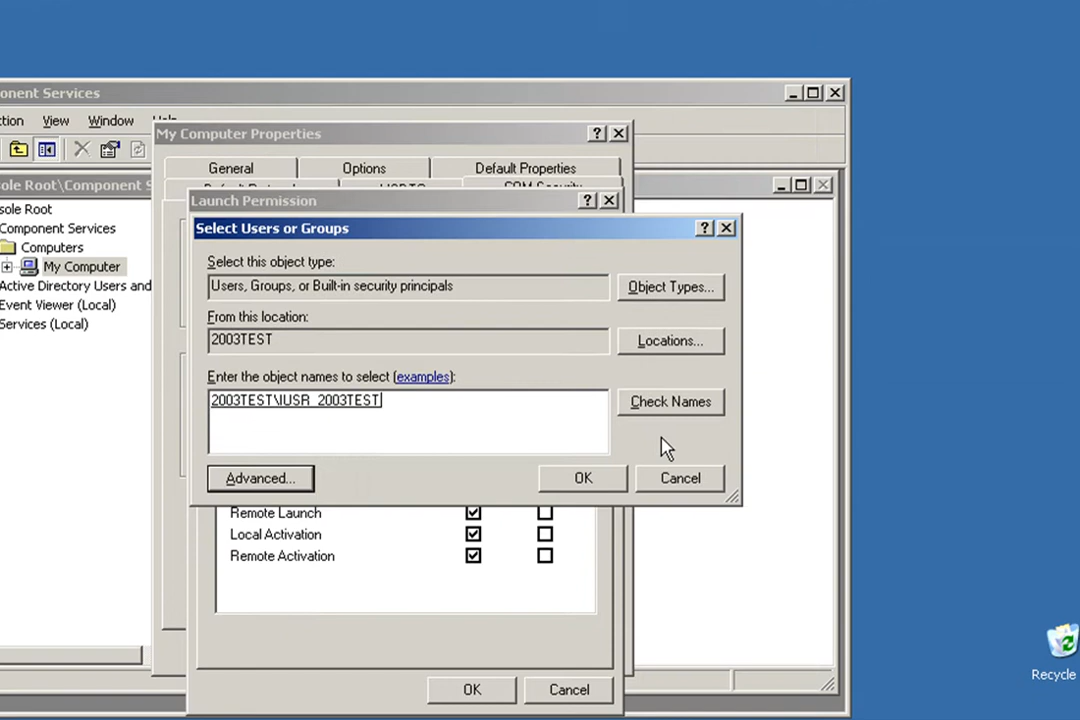 onent Services
ction View Window Help
My Computer Properties
General Options Default Properties
COM Security
sole Root\Component S
Launch Permission
sole Root
Select Users or Groups
Component Services
Computers
My Computer
Active Directory Users and
Event Viewer (Local)
Services (Local)
Select this object type:
Users, Groups, or Built-in security principals
Object Types...
From this location:
2003TEST
Locations...
Enter the object names to select (examples):
2003TEST\IUSR_2003TEST
Check Names
Advanced...
OK
Cancel
Remote Launch
Local Activation
Remote Activation
OK
Cancel
Recycle